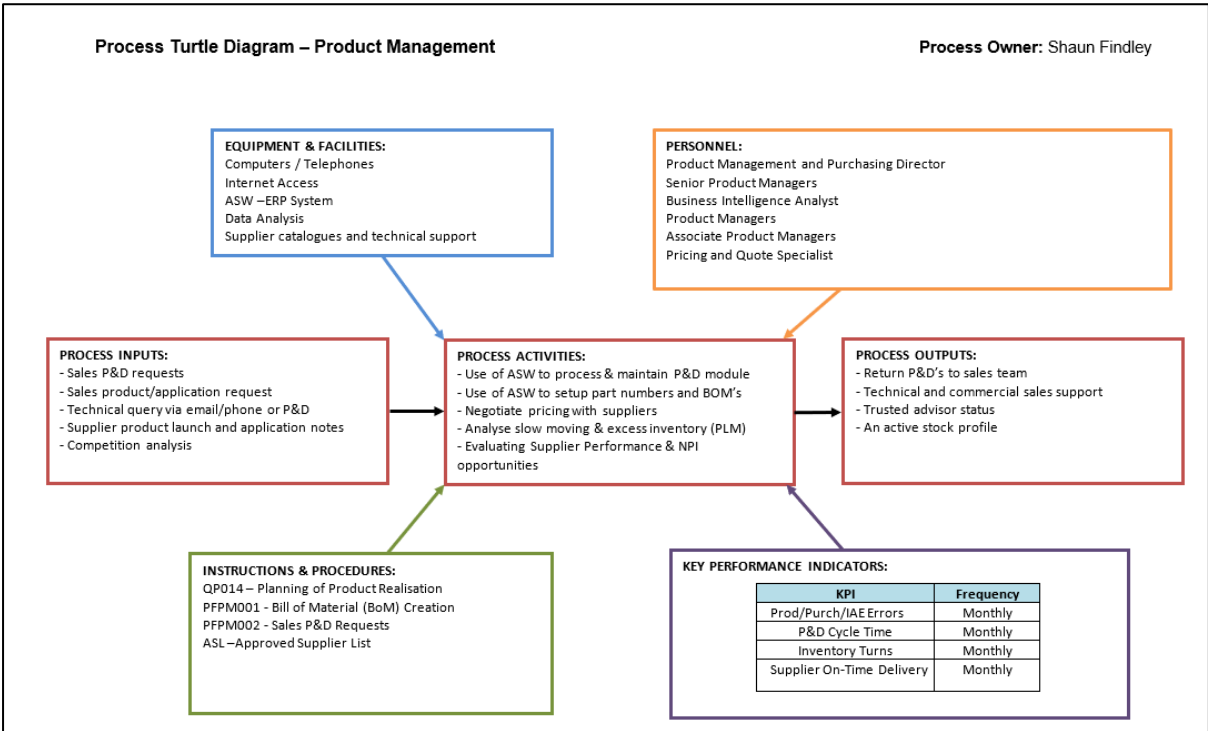 Process Turtle Diagram – Product Management
Process Owner: Shaun Findley
EQUIPMENT & FACILITIES:
Computers / Telephones
Internet Access
ASW –ERP System
Data Analysis
Supplier catalogues and technical support
PERSONNEL:
Product Management and Purchasing Director
Senior Product Managers
Business Intelligence Analyst
Product Managers
Associate Product Managers
Pricing and Quote Specialist
PROCESS INPUTS:
- Sales P&D requests
- Sales product/application request
- Technical query via email/phone or P&D
- Supplier product launch and application notes
- Competition analysis
PROCESS ACTIVITIES:
- Use of ASW to process & maintain P&D module
- Use of ASW to setup part numbers and BOM's
- Negotiate pricing with suppliers
- Analyse slow moving & excess inventory (PLM)
- Evaluating Supplier Performance & NPI
opportunities
PROCESS OUTPUTS:
- Return P&D's to sales team
- Technical and commercial sales support
- Trusted advisor status
- An active stock profile
INSTRUCTIONS & PROCEDURES:
QP014 – Planning of Product Realisation
PFPM001 - Bill of Material (BoM) Creation
PFPM002 - Sales P&D Requests
ASL –Approved Supplier List
KEY PERFORMANCE INDICATORS:
KPI Frequency
Prod/Purch/IAE Errors Monthly
P&D Cycle Time Monthly
Inventory Turns Monthly
Supplier On-Time Delivery Monthly